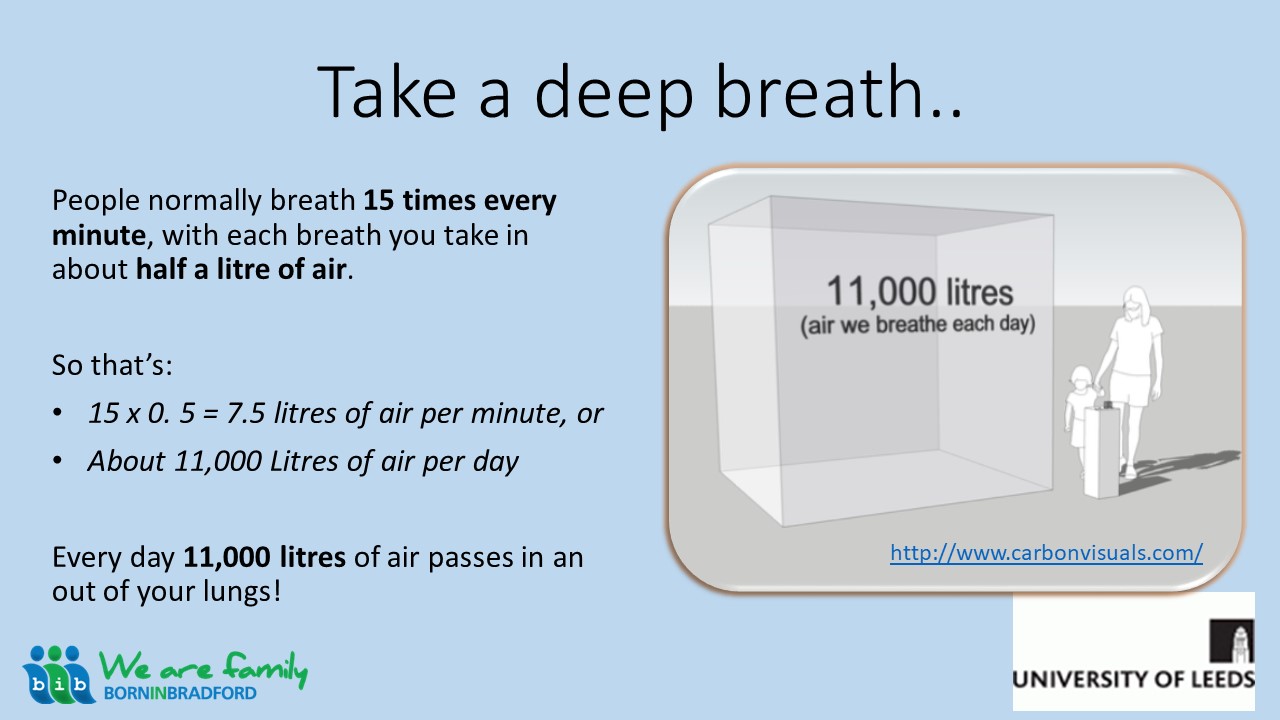 Take a deep breath..
People normally breath 15 times every
minute, with each breath you take in
about half a litre of air.
So that’s:
• 15 x 0. 5 = 7.5 litres of air per minute, or
• About 11,000 Litres of air per day
Every day 11,000 litres of air passes in an
out of your lungs!
11,000 litres
(air we breathe each day)
http://www.carbonvisuals.com/
bib
We are family
BORNINBRADFORD
UNIVERSITY OF LEEDS